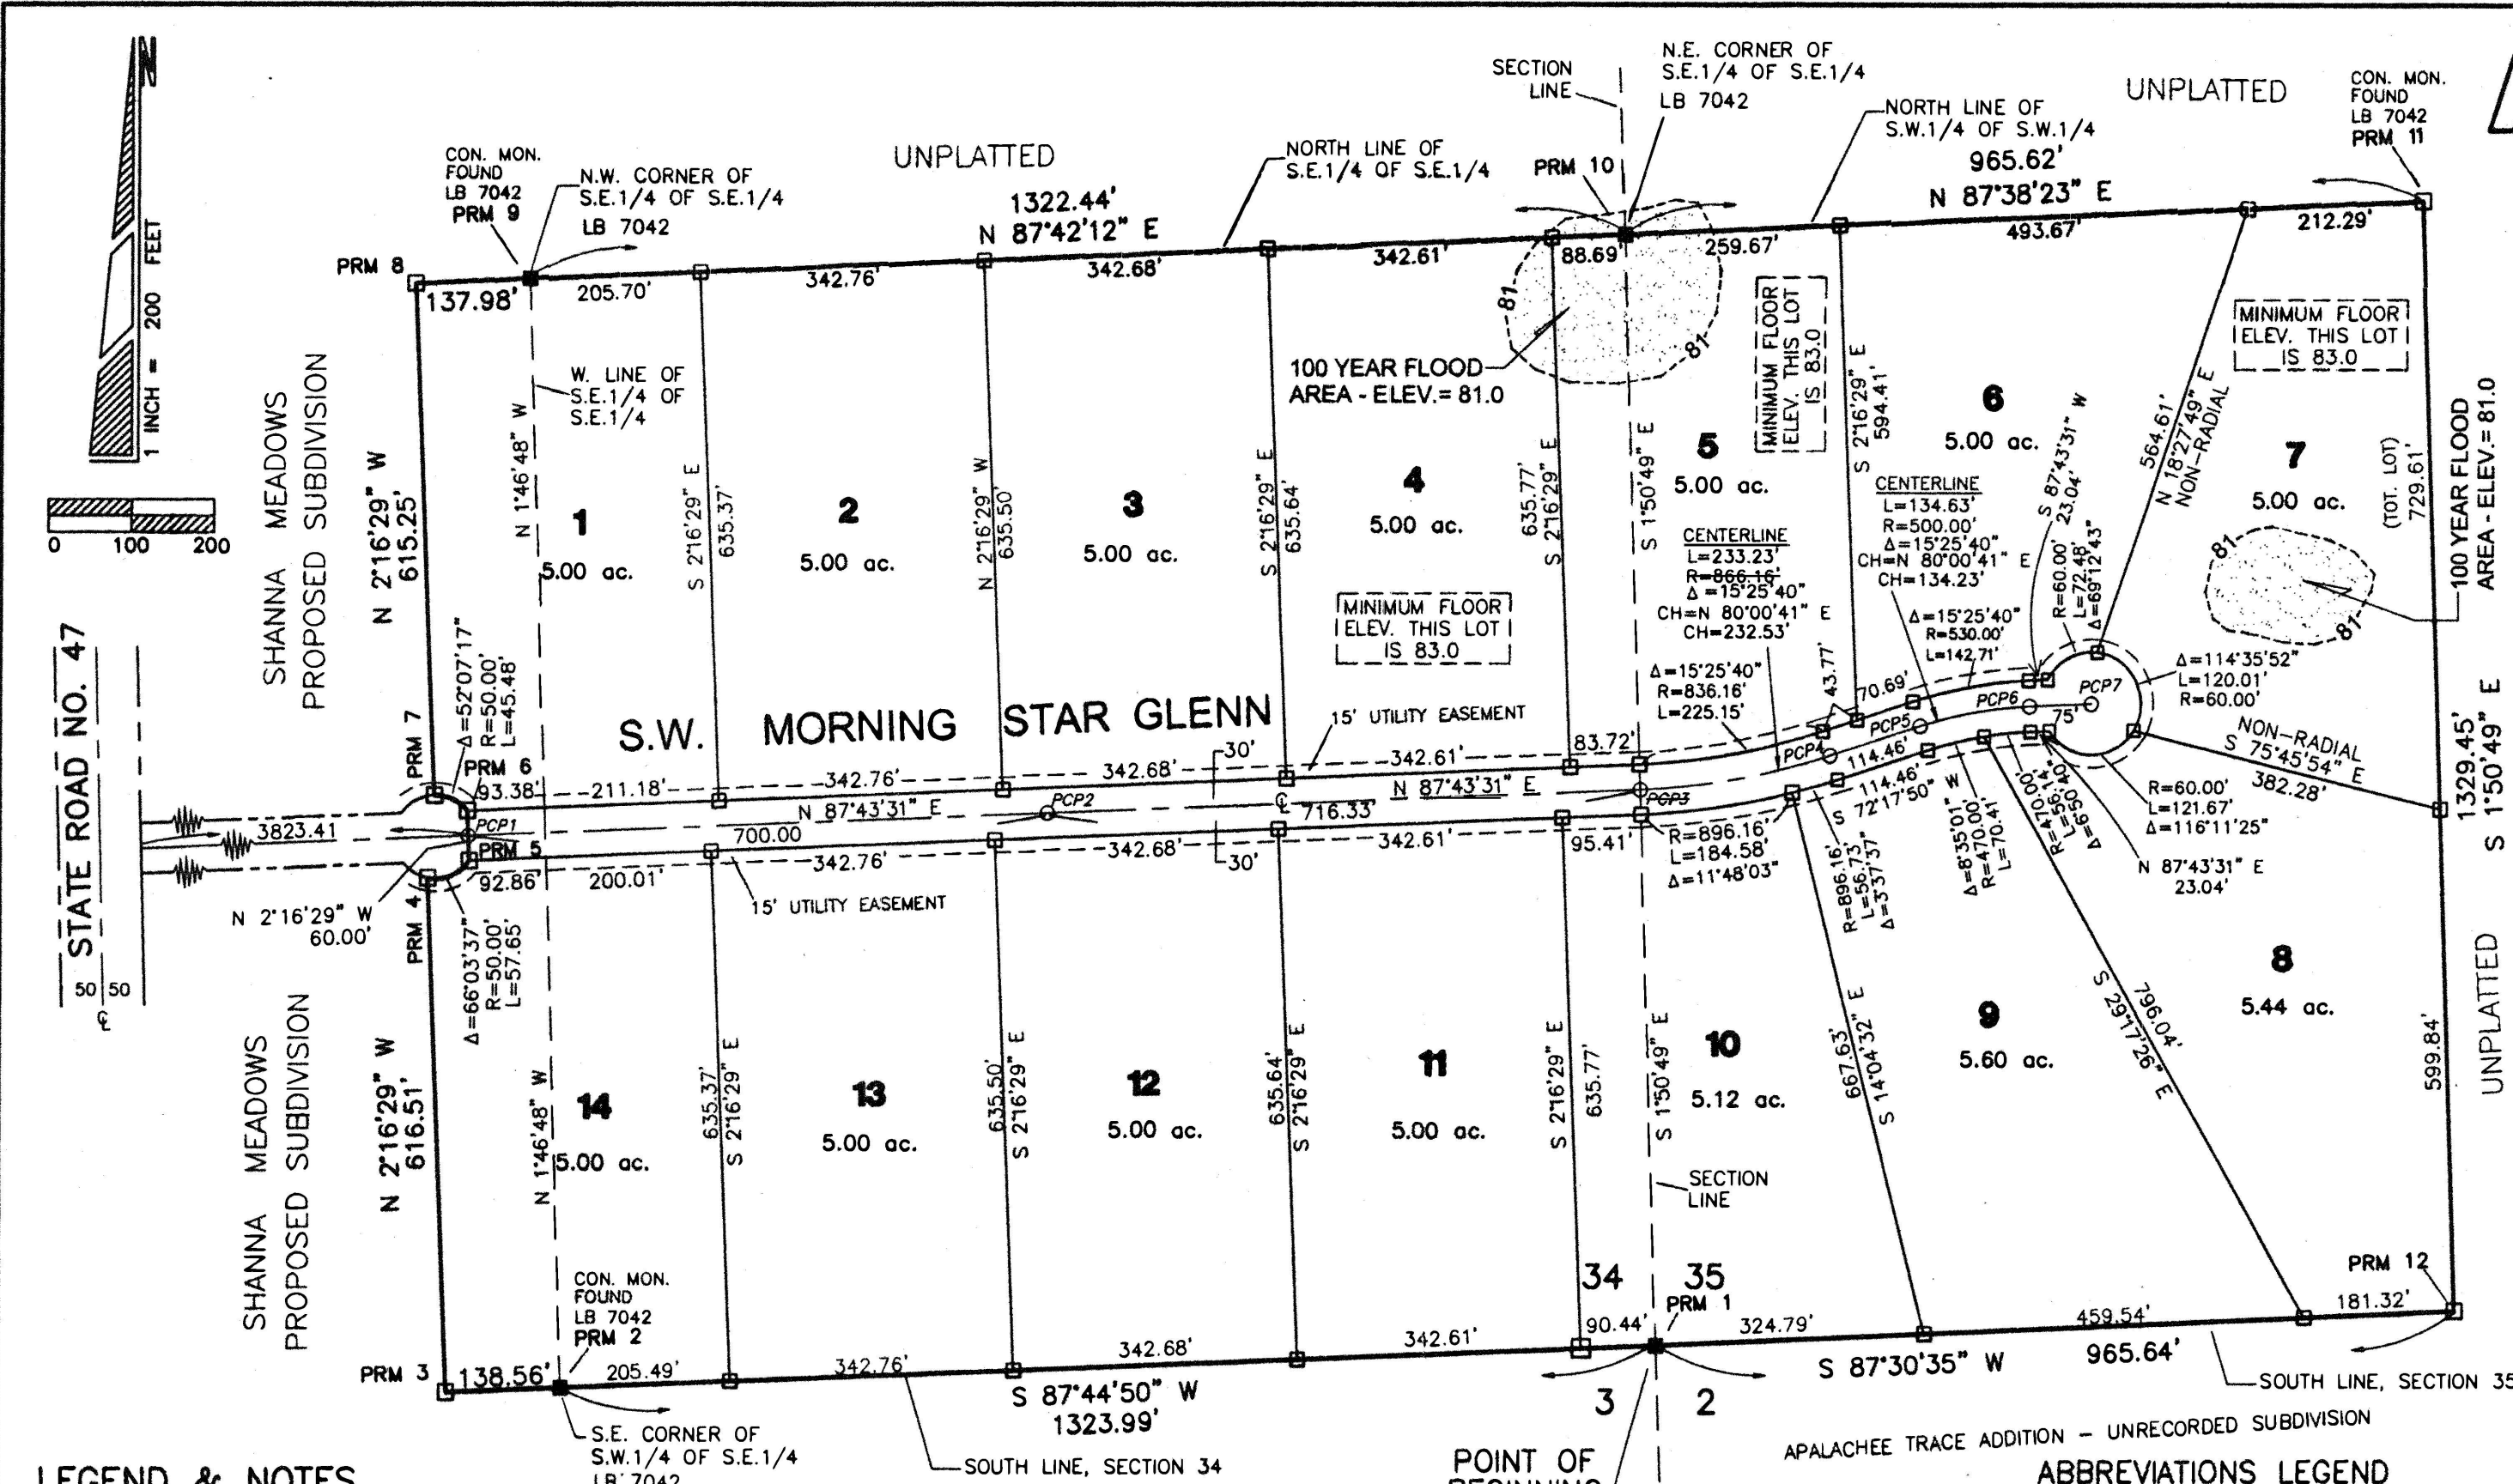 N
1 INCH = 200 FEET
0 100 200
STATE ROAD NO. 47
50 50
℄
SHANNA MEADOWS
PROPOSED SUBDIVISION
SHANNA MEADOWS
PROPOSED SUBDIVISION
CON. MON.
FOUND
LB 7042
PRM 9
N.W. CORNER OF
S.E.1/4 OF S.E.1/4
LB 7042
UNPLATTED
1322.44'
N 87°42'12" E
NORTH LINE OF
S.E.1/4 OF S.E.1/4
SECTION
LINE
PRM 10
N.E. CORNER OF
S.E.1/4 OF S.E.1/4
LB 7042
NORTH LINE OF
S.W.1/4 OF S.W.1/4
965.62'
N 87°38'23" E
UNPLATTED
CON. MON.
FOUND
LB 7042
PRM 11
PRM 8
137.98'
205.70'
342.76'
342.68'
342.61'
88.69'
259.67'
493.67'
212.29'
W. LINE OF
S.E.1/4 OF
S.E.1/4
N 2°16'29" W
615.25'
N 1°46'48" W
1
5.00 ac.
S 2°16'29" E
635.37'
2
5.00 ac.
N 2°16'29" W
635.50'
3
5.00 ac.
S 2°16'29" E
635.64'
4
5.00 ac.
81
81
100 YEAR FLOOD
AREA - ELEV.= 81.0
MINIMUM FLOOR
ELEV. THIS LOT
IS 83.0
635.77'
S 2°16'29" E
S 1°50'49" E
5
5.00 ac.
MINIMUM FLOOR
ELEV. THIS LOT
IS 83.0
S 2°16'29" E
594.41'
6
5.00 ac.
564.61'
N 18°27'49" E
NON-RADIAL
MINIMUM FLOOR
ELEV. THIS LOT
IS 83.0
7
5.00 ac.
(TOT. LOT)
729.61'
81
81
100 YEAR FLOOD
AREA - ELEV.= 81.0
CENTERLINE
L=233.23'
R=866.16'
Δ =15°25'40"
CH=N 80°00'41" E
CH=232.53'
CENTERLINE
L=134.63'
R=500.00'
Δ=15°25'40"
CH=N 80°00'41" E
CH=134.23'
S 87°43'31" W
23.04'
R=60.00'
L=72.48'
Δ=69°12'43"
Δ=15°25'40"
R=530.00'
L=142.71'
Δ=15°25'40"
R=836.16'
L=225.15'
43.77'
70.69'
Δ=114°35'52"
L=120.01'
R=60.00'
NON-RADIAL
S 75°45'54" E
382.28'
1329.45'
S 1°50'49" E
PRM 7
Δ=52°07'17"
R=50.00'
L=45.48'
PRM 6
93.38'
211.18'
342.76'
342.68'
342.61'
83.72'
S.W. MORNING STAR GLENN
30'
15' UTILITY EASEMENT
3823.41
PCP1
N 87°43'31" E
700.00
PCP2
℄
716.33'
N 87°43'31" E
PCP3
PCP4
114.46'
PCP5
PCP6
PCP7
75'
30'
PRM 5
92.86'
200.01'
342.76'
342.68'
342.61'
95.41'
15' UTILITY EASEMENT
N 2°16'29" W
60.00'
PRM 4
Δ=66°03'37"
R=50.00'
L=57.65'
R=896.16'
L=184.58'
Δ=11°48'03"
R=896.16'
L=56.73'
Δ=3°37'37"
114.46'
S 72°17'50" W
Δ=8°35'01"
R=470.00'
L=70.41'
R=470.00'
L=56.14'
Δ=6°50'40"
N 87°43'31" E
23.04'
R=60.00'
L=121.67'
Δ=116°11'25"
N 2°16'29" W
616.51'
N 1°46'48" W
14
5.00 ac.
635.37'
S 2°16'29" E
13
5.00 ac.
635.50'
S 2°16'29" E
12
5.00 ac.
635.64'
S 2°16'29" E
11
5.00 ac.
S 2°16'29" E
635.77'
S 1°50'49" E
10
5.12 ac.
667.63'
S 14°04'32" E
9
5.60 ac.
796.04'
S 29°17'26" E
8
5.44 ac.
599.84'
UNPLATTED
SECTION
LINE
34 35
PRM 1
PRM 12
CON. MON.
FOUND
LB 7042
PRM 2
PRM 3
138.56'
205.49'
342.76'
342.68'
342.61'
90.44'
324.79'
459.54'
181.32'
S 87°44'50" W
1323.99'
S 87°30'35" W
965.64'
3 2
SOUTH LINE, SECTION 35
S.E. CORNER OF
S.W.1/4 OF S.E.1/4
LB 7042
SOUTH LINE, SECTION 34
POINT OF
BEGINNING
APALACHEE TRACE ADDITION - UNRECORDED SUBDIVISION
LEGEND & NOTES
ABBREVIATIONS LEGEND